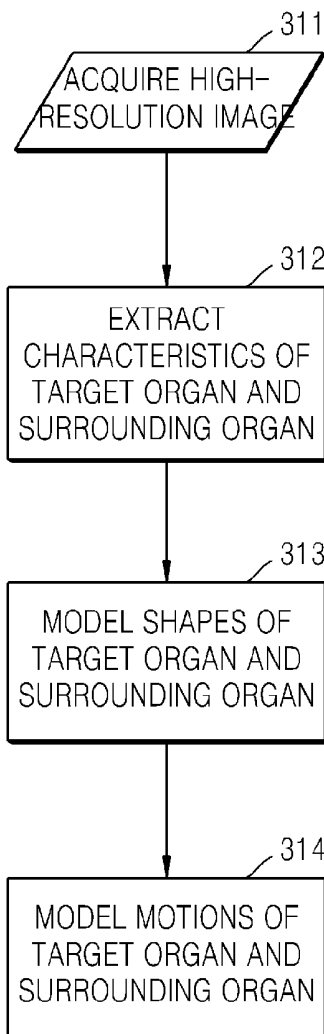 311
ACQUIRE HIGH-
RESOLUTION IMAGE
312
EXTRACT
CHARACTERISTICS OF
TARGET ORGAN AND
SURROUNDING ORGAN
313
MODEL SHAPES OF
TARGET ORGAN AND
SURROUNDING ORGAN
314
MODEL MOTIONS OF
TARGET ORGAN AND
SURROUNDING ORGAN